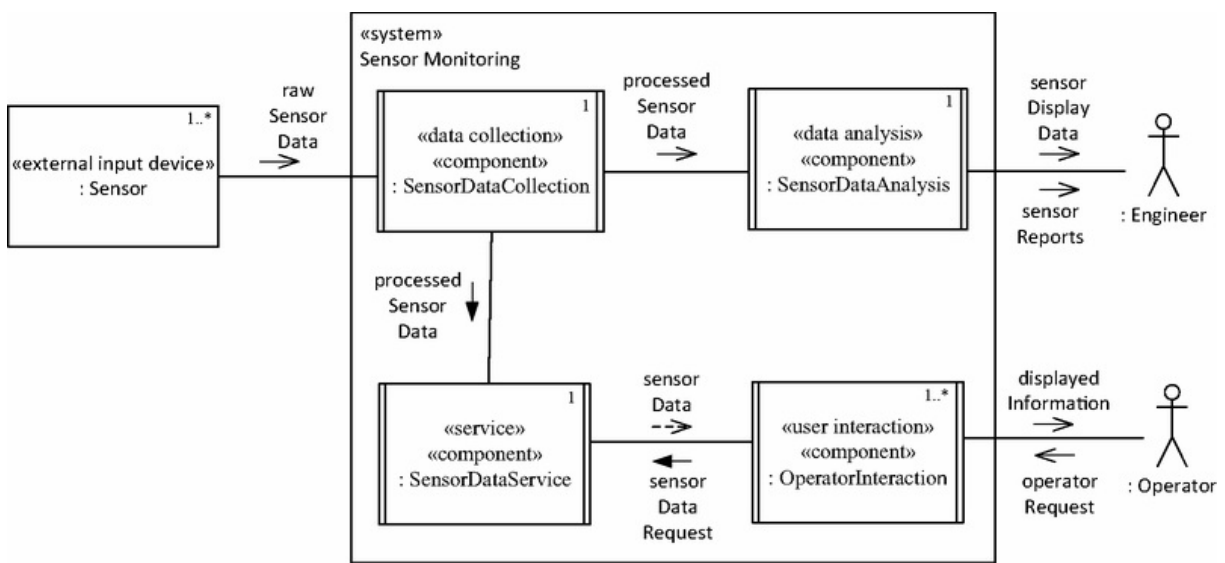 «system»
Sensor Monitoring
raw
Sensor
Data
1..*
«external input device»
: Sensor
1
«data collection»
«component»
: SensorDataCollection
processed
Sensor
Data
1
«data analysis»
«component»
: SensorDataAnalysis
sensor
Display
Data
sensor
Reports
: Engineer
processed
Sensor
Data
1
«service»
«component»
: SensorDataService
sensor
Data
sensor
Data
Request
1..*
«user interaction»
«component»
: OperatorInteraction
displayed
Information
operator
Request
: Operator